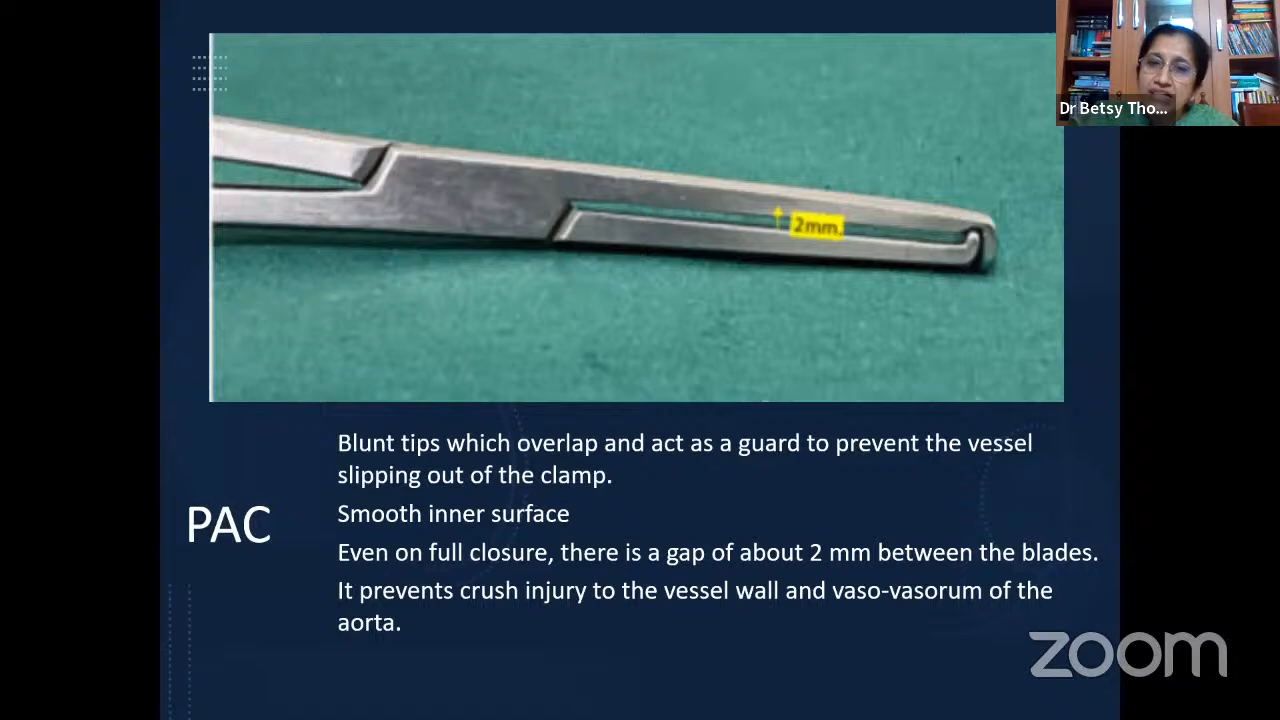 Dr Betsy Tho...
2mm.
Blunt tips which overlap and act as a guard to prevent the vessel
slipping out of the clamp.
Smooth inner surface
PAC
Even on full closure, there is a gap of about 2 mm between the blades.
It prevents crush injury to the vessel wall and vaso-vasorum of the
aorta.
zoom